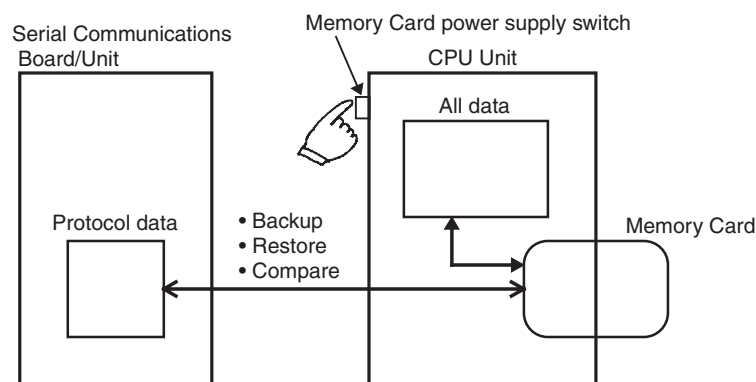 Memory Card power supply switch
Serial Communications
Board/Unit
CPU Unit
All data
Protocol data
• Backup
• Restore
• Compare
Memory Card